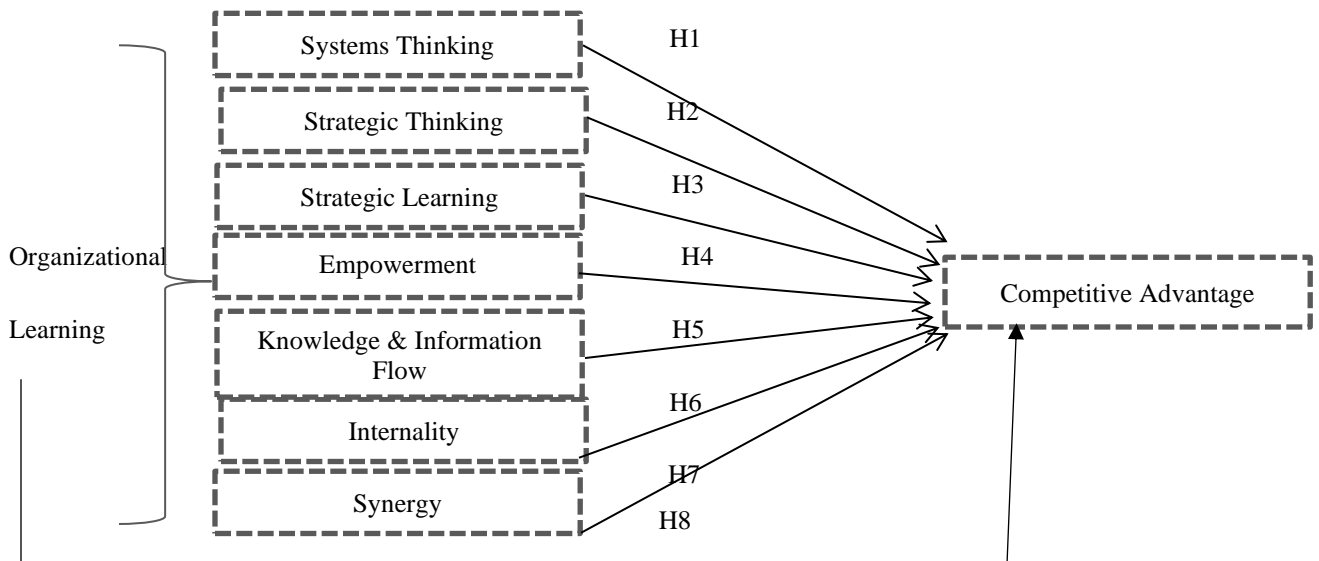 Systems Thinking
H1
Strategic Thinking
H2
Strategic Learning
H3
Organizational
Learning
Empowerment
H4
Competitive Advantage
Knowledge & Information
Flow
H5
Internality
H6
Synergy
H7
H8